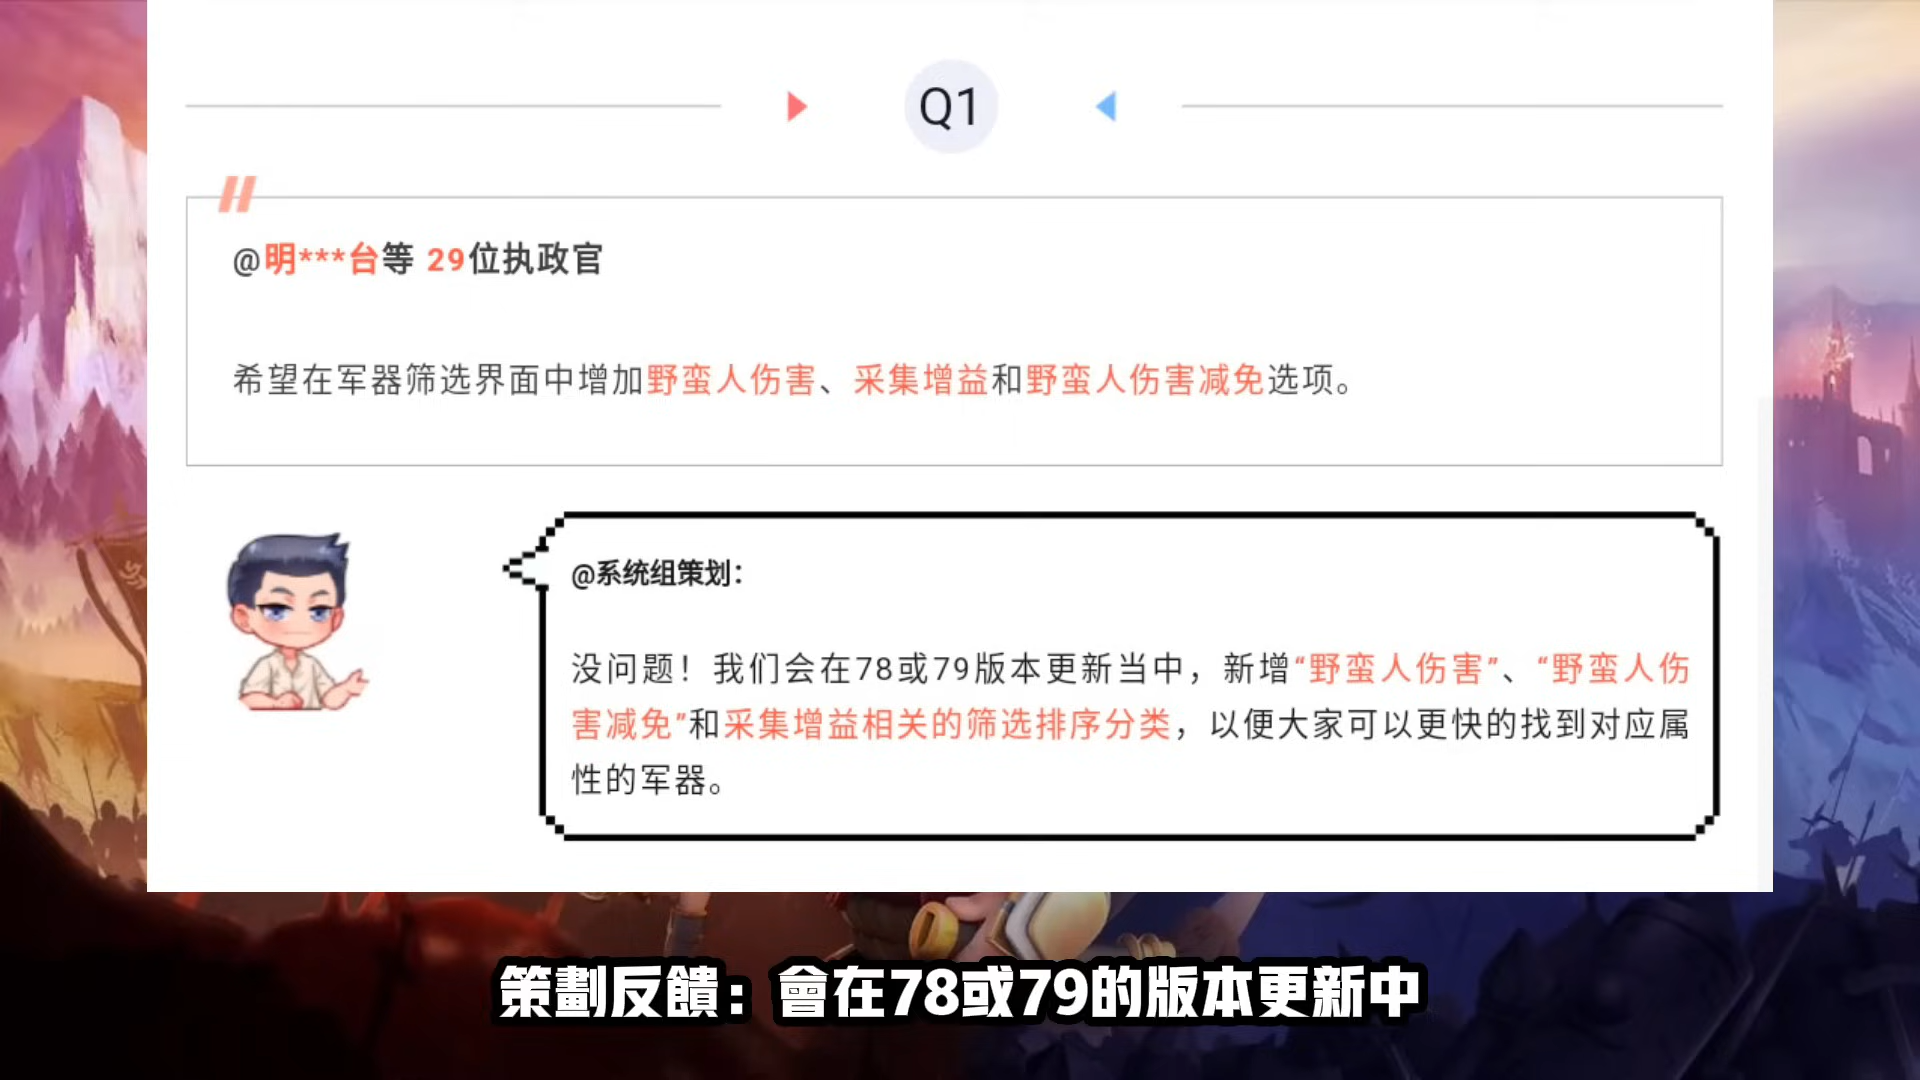 Q1
@明***台等 29位执政官
希望在军器筛选界面中增加野蛮人伤害、采集增益和野蛮人伤害减免选项。
@系统组策划：
没问题！我们会在78或79版本更新当中，新增“野蛮人伤害”、“野蛮人伤
害减免”和采集增益相关的筛选排序分类，以便大家可以更快的找到对应属
性的军器。
策劃反饋：會在78或79的版本更新中